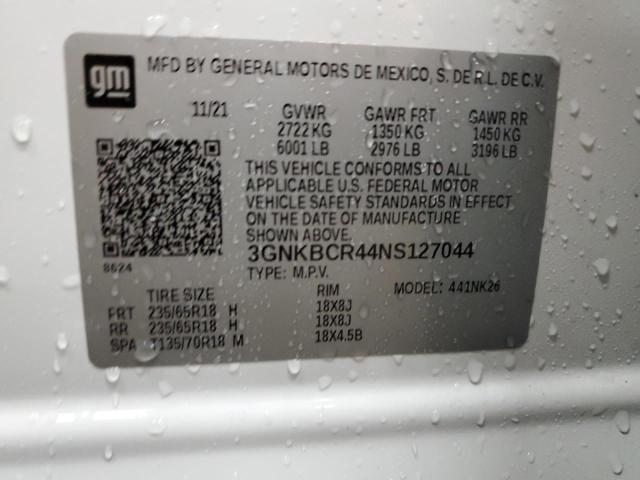 gm
MFD BY GENERAL MOTORS DE MEXICO, S. DE R.L. DE C.V.
11/21 GVWR GAWR FRT GAWR RR
2722 KG 1350 KG 1450 KG
6001 LB 2976 LB 3196 LB
THIS VEHICLE CONFORMS TO ALL
APPLICABLE U.S. FEDERAL MOTOR
VEHICLE SAFETY STANDARDS IN EFFECT
ON THE DATE OF MANUFACTURE
SHOWN ABOVE.
8624 3GNKBCR44NS127044
TYPE: M.P.V. MODEL: 441NK26
TIRE SIZE RIM
FRT 235/65R18 H 18X8J
RR 235/65R18 H 18X8J
SPA T135/70R18 M 18X4.5B